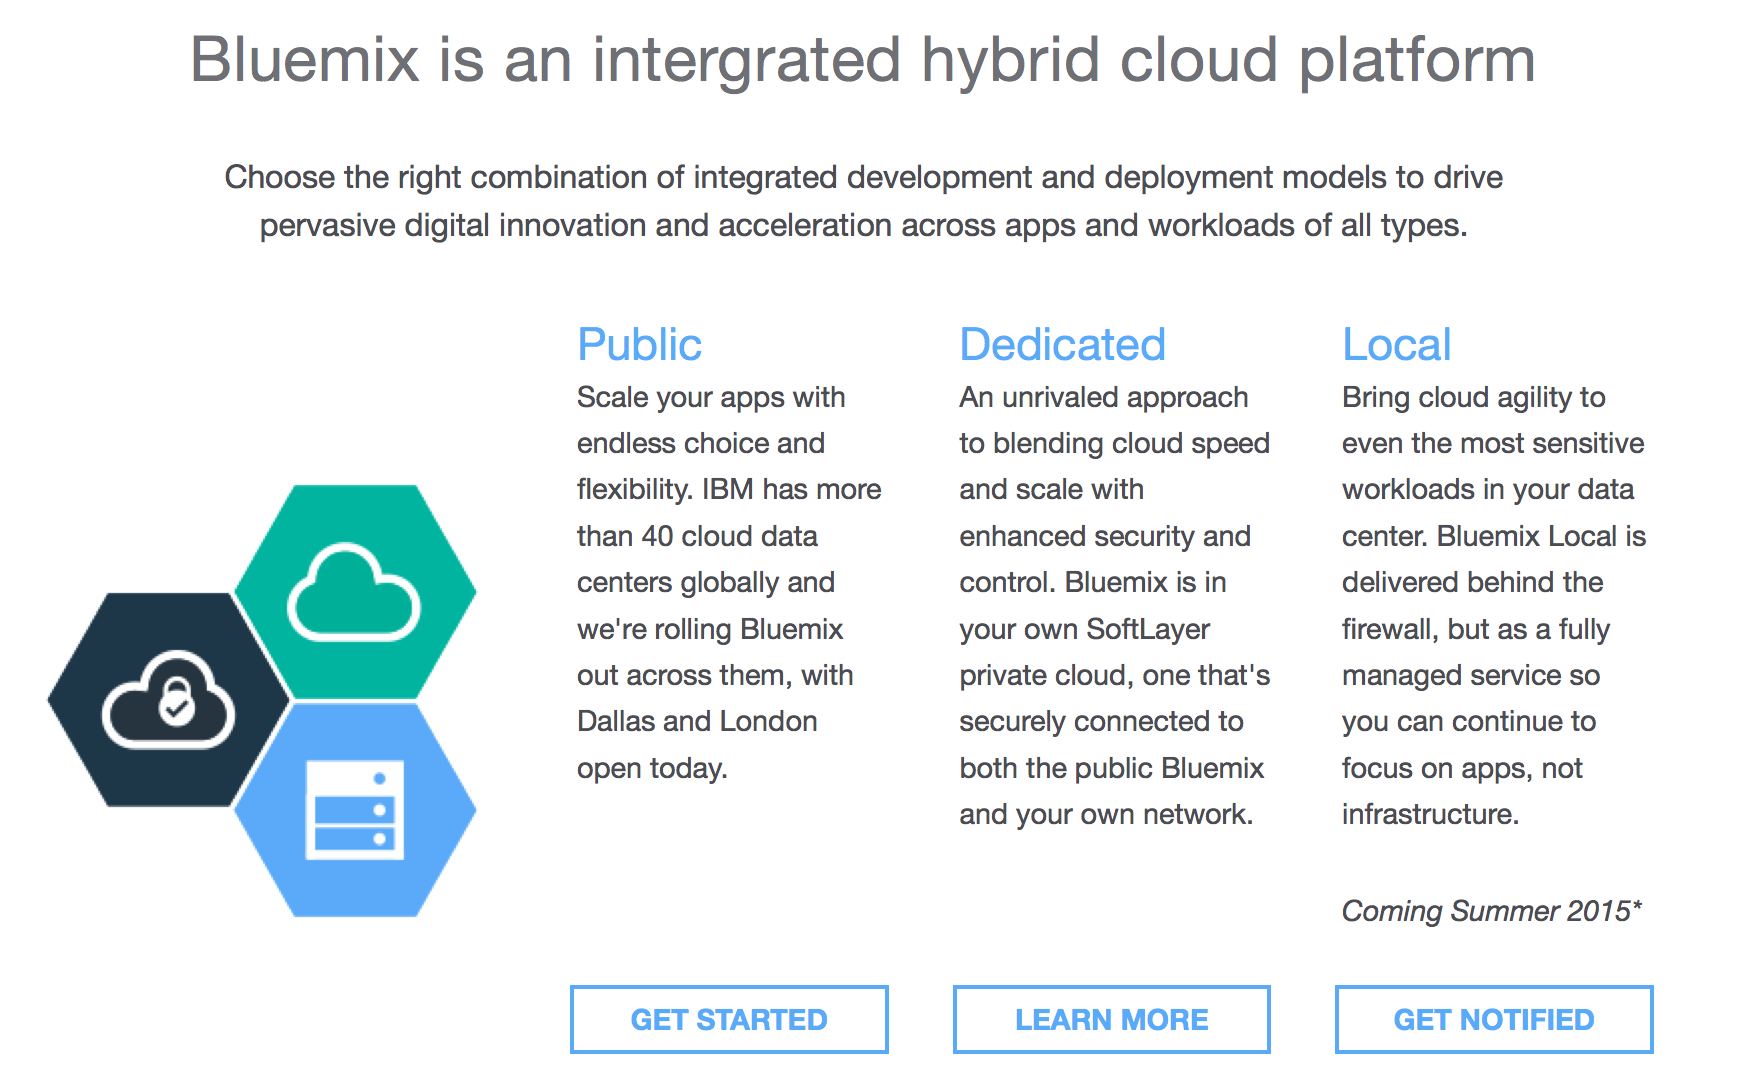 Bluemix is an intergrated hybrid cloud platform
Choose the right combination of integrated development and deployment models to drive
pervasive digital innovation and acceleration across apps and workloads of all types.
Public
Scale your apps with
endless choice and
flexibility. IBM has more
than 40 cloud data
centers globally and
we're rolling Bluemix
out across them, with
Dallas and London
open today.
GET STARTED
Dedicated
An unrivaled approach
to blending cloud speed
and scale with
enhanced security and
control. Bluemix is in
your own SoftLayer
private cloud, one that's
securely connected to
both the public Bluemix
and your own network.
LEARN MORE
Local
Bring cloud agility to
even the most sensitive
workloads in your data
center. Bluemix Local is
delivered behind the
firewall, but as a fully
managed service so
you can continue to
focus on apps, not
infrastructure.
Coming Summer 2015*
GET NOTIFIED